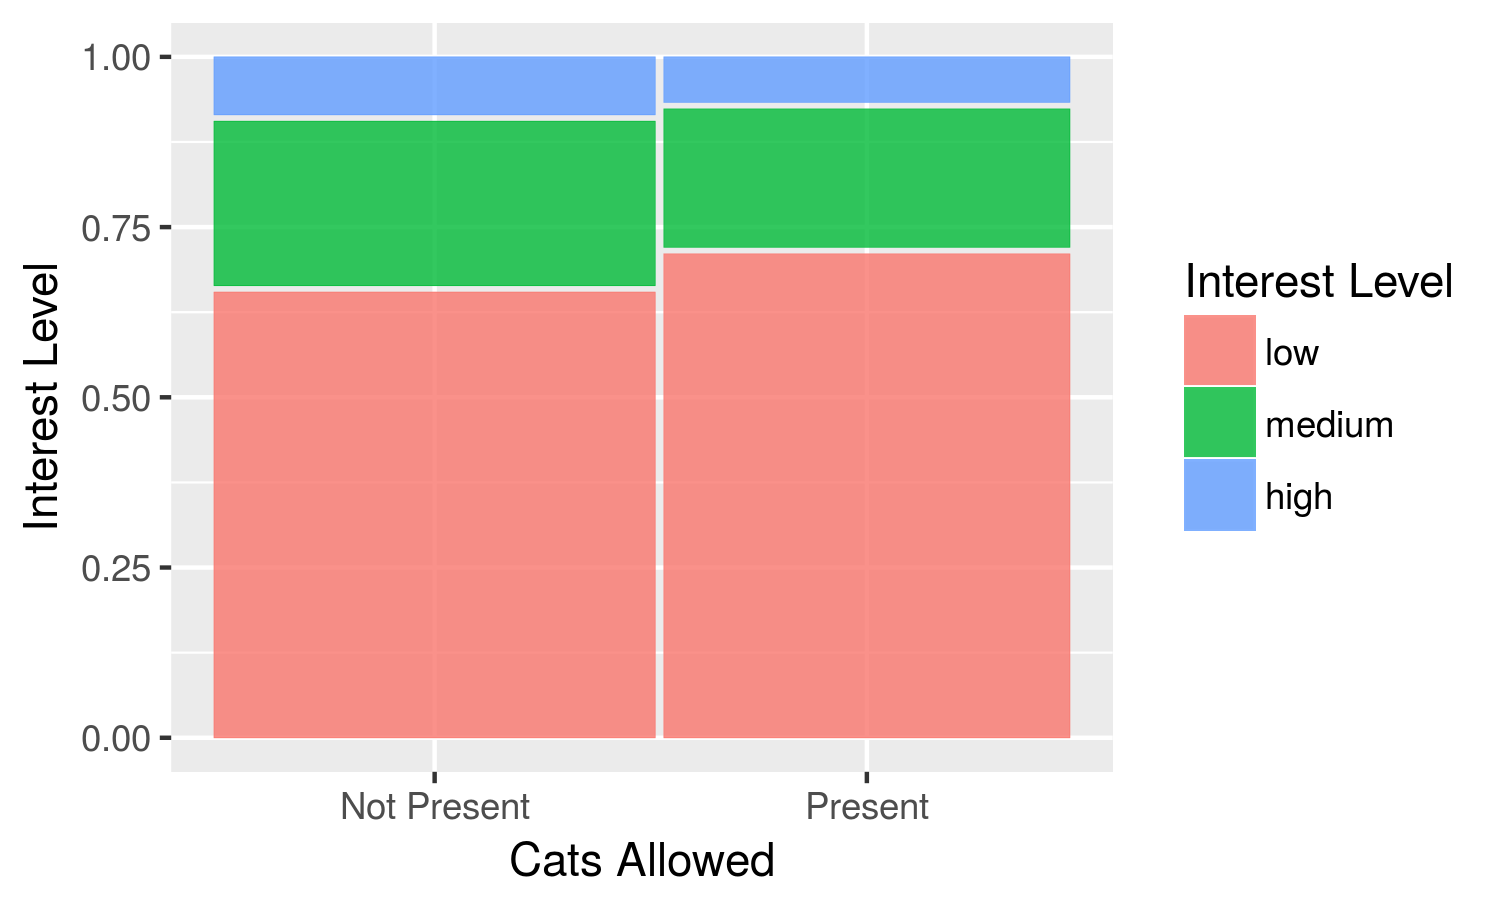 1.00
0.75
0.50
0.25
0.00
Interest Level
Not Present
Present
Cats Allowed
Interest Level
low
medium
high